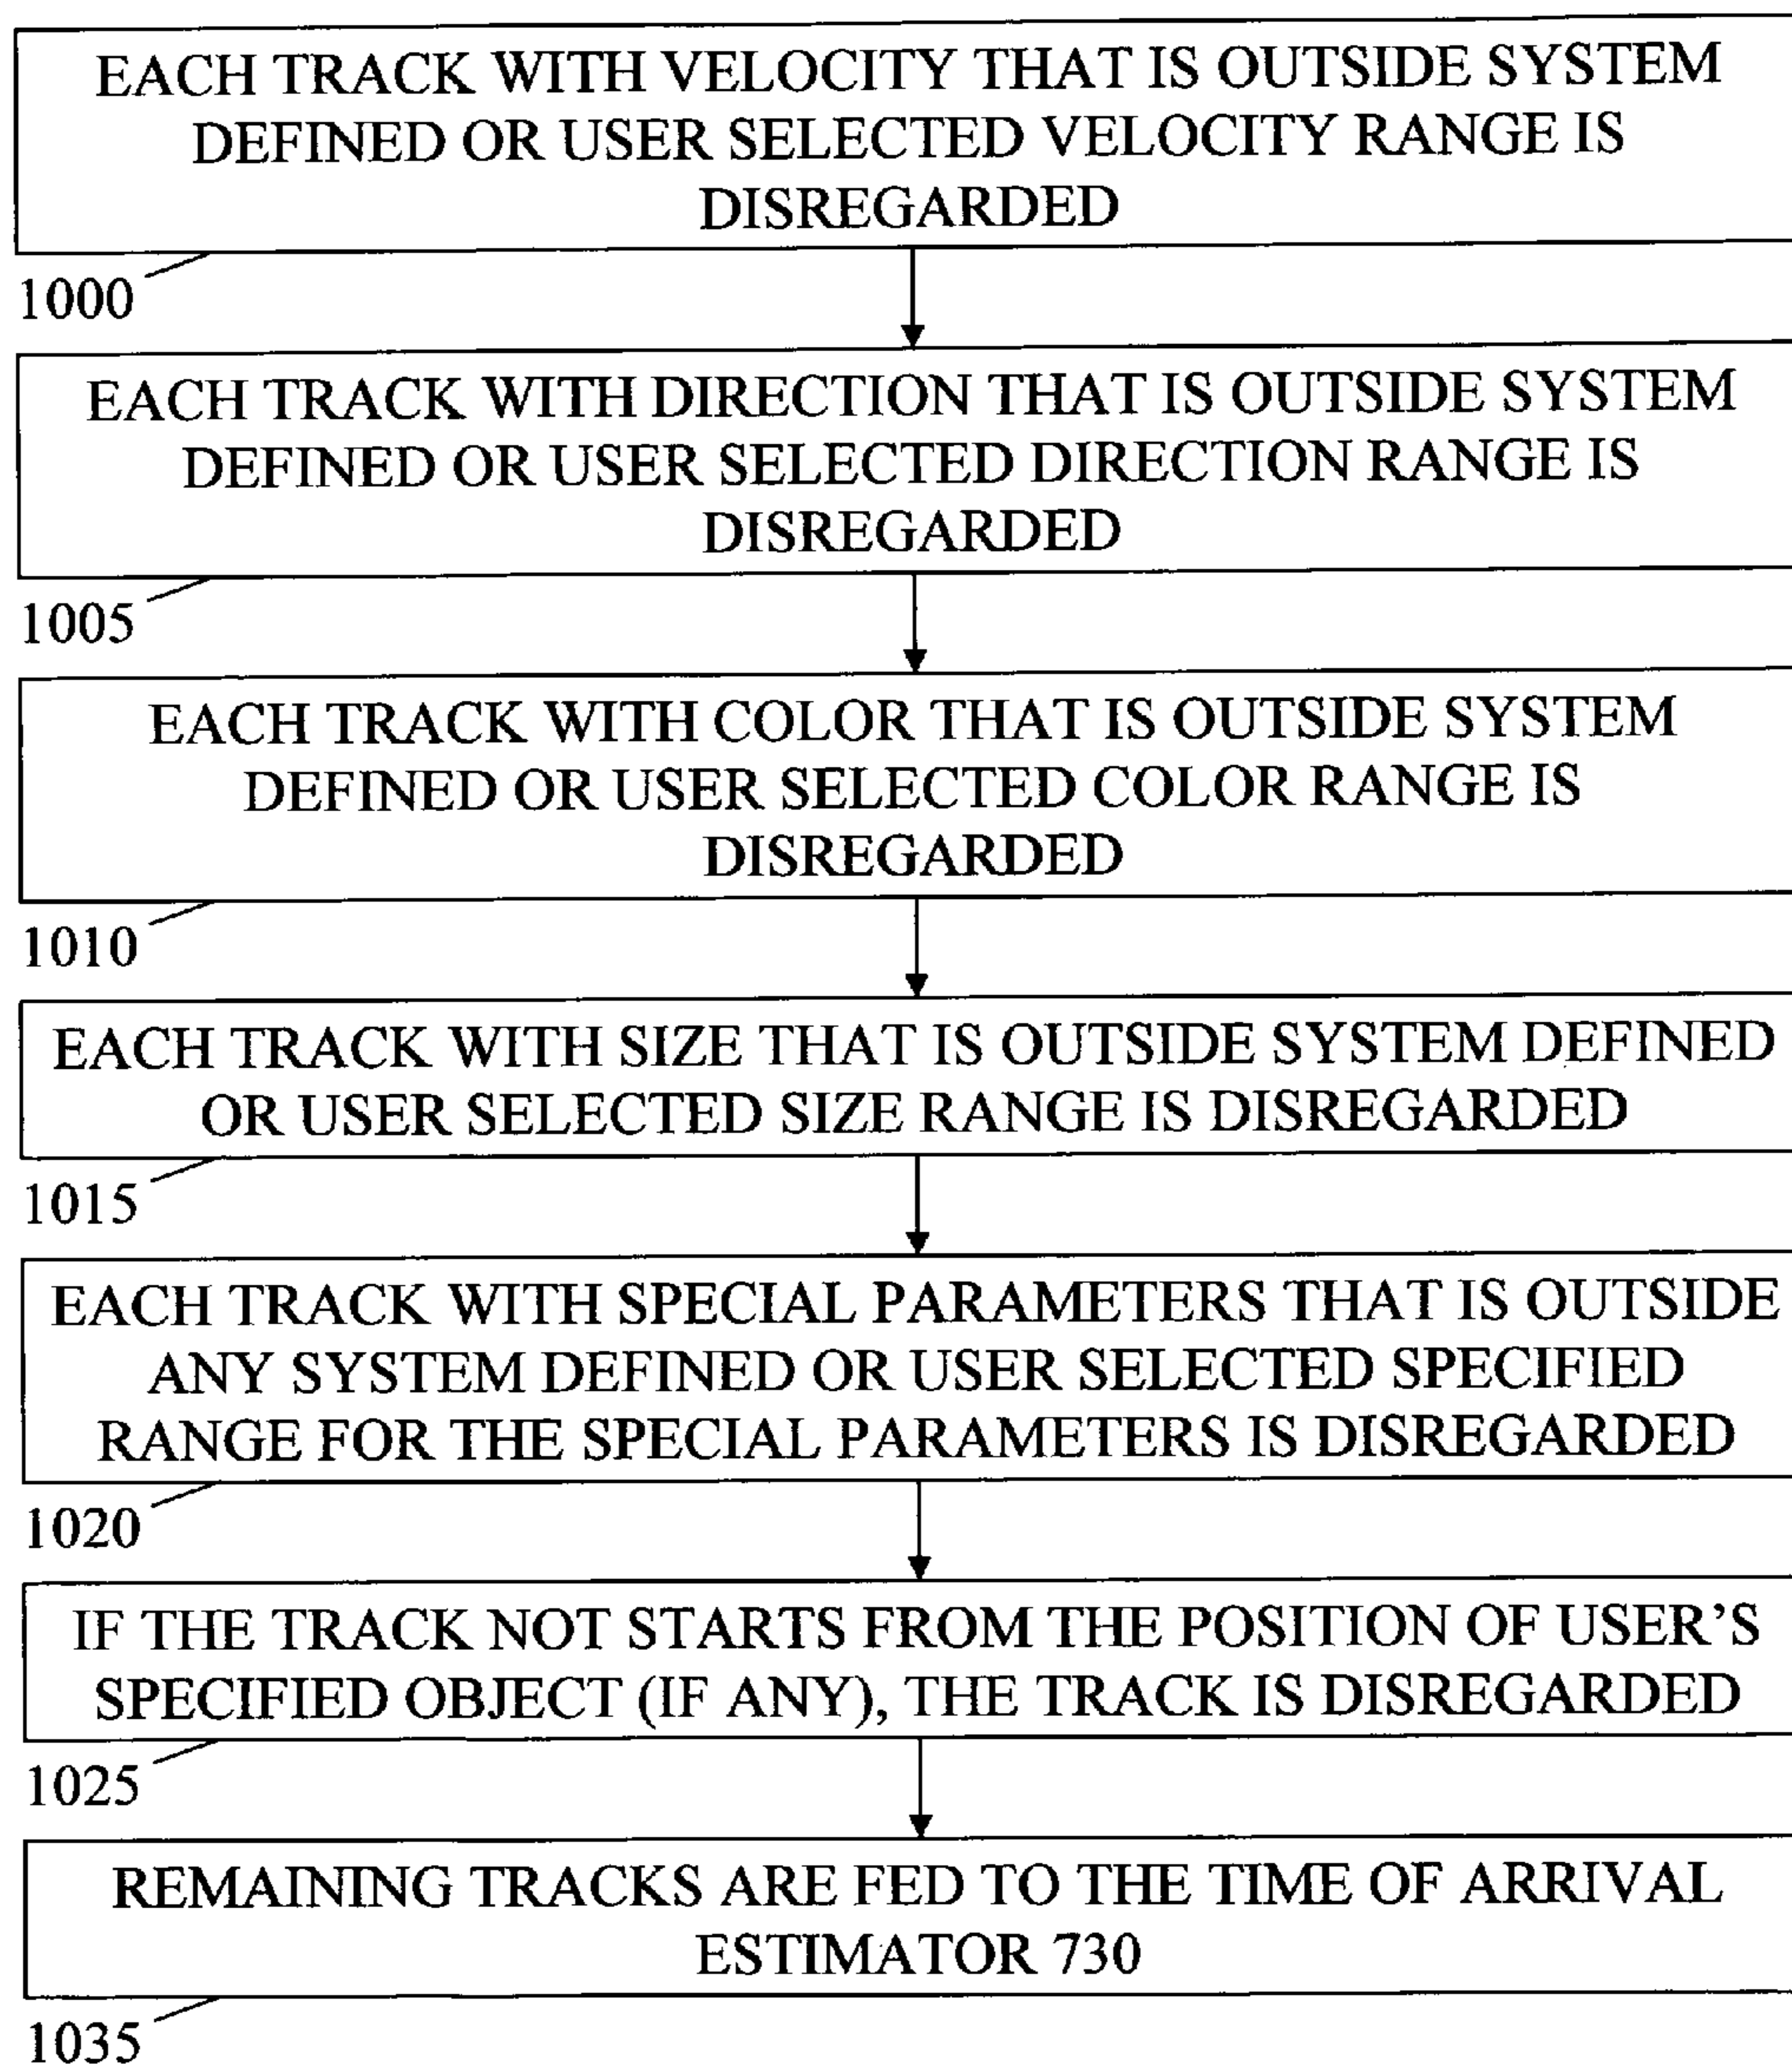 EACH TRACK WITH VELOCITY THAT IS OUTSIDE SYSTEM
DEFINED OR USER SELECTED VELOCITY RANGE IS
DISREGARDED
1000
EACH TRACK WITH DIRECTION THAT IS OUTSIDE SYSTEM
DEFINED OR USER SELECTED DIRECTION RANGE IS
DISREGARDED
1005
EACH TRACK WITH COLOR THAT IS OUTSIDE SYSTEM
DEFINED OR USER SELECTED COLOR RANGE IS
DISREGARDED
1010
EACH TRACK WITH SIZE THAT IS OUTSIDE SYSTEM DEFINED
OR USER SELECTED SIZE RANGE IS DISREGARDED
1015
EACH TRACK WITH SPECIAL PARAMETERS THAT IS OUTSIDE
ANY SYSTEM DEFINED OR USER SELECTED SPECIFIED
RANGE FOR THE SPECIAL PARAMETERS IS DISREGARDED
1020
IF THE TRACK NOT STARTS FROM THE POSITION OF USER’S
SPECIFIED OBJECT (IF ANY), THE TRACK IS DISREGARDED
1025
REMAINING TRACKS ARE FED TO THE TIME OF ARRIVAL
ESTIMATOR 730
1035